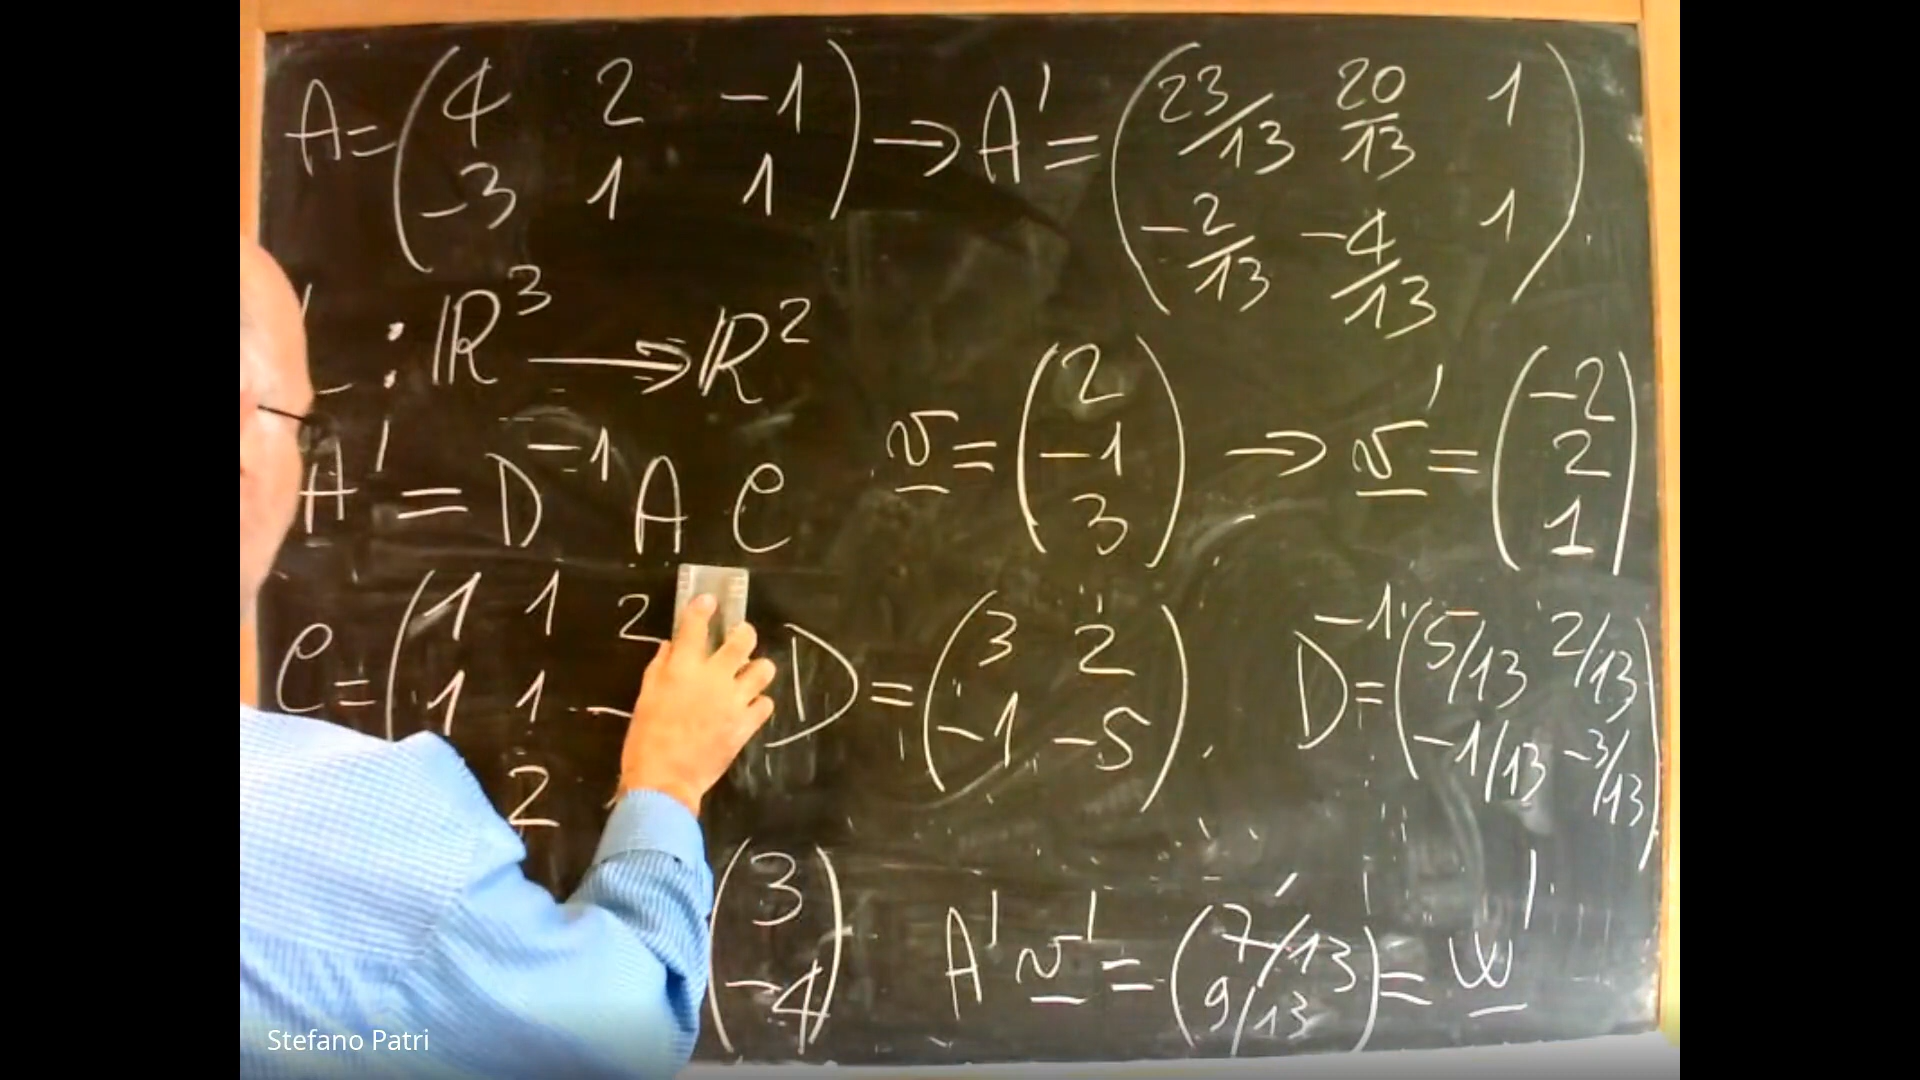 A = ( 4 2 -1 ) → A' = ( 23/13 20/13 1 )
( -3 1 1 ) ( -2/13 -4/13 1 ) .
: ℝ³ → ℝ²
A' = D⁻¹ A C
v = ( 2 -1 3 ) → v' = ( -2 2 1 )
C = ( 1 1 2
1 1 -
2
D = ( 3 2 )
( -1 -5 ) .
D⁻¹ = ( 5/13 2/13 )
( -1/13 -3/13 )
( 3 -4 )
A' v' = ( 7/13 9/13 ) = w'
Stefano Patri